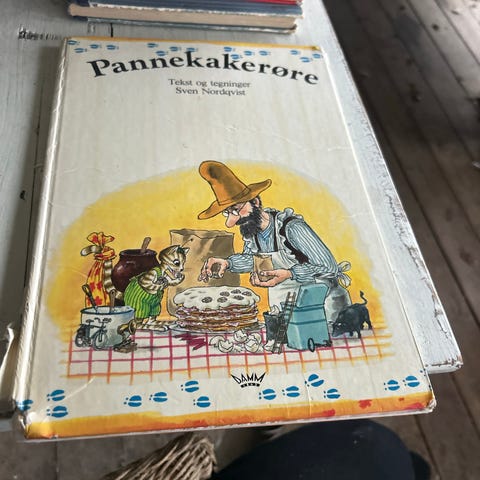 Pannekakerøre
Tekst og tegninger
Sven Nordqvist
DAMM